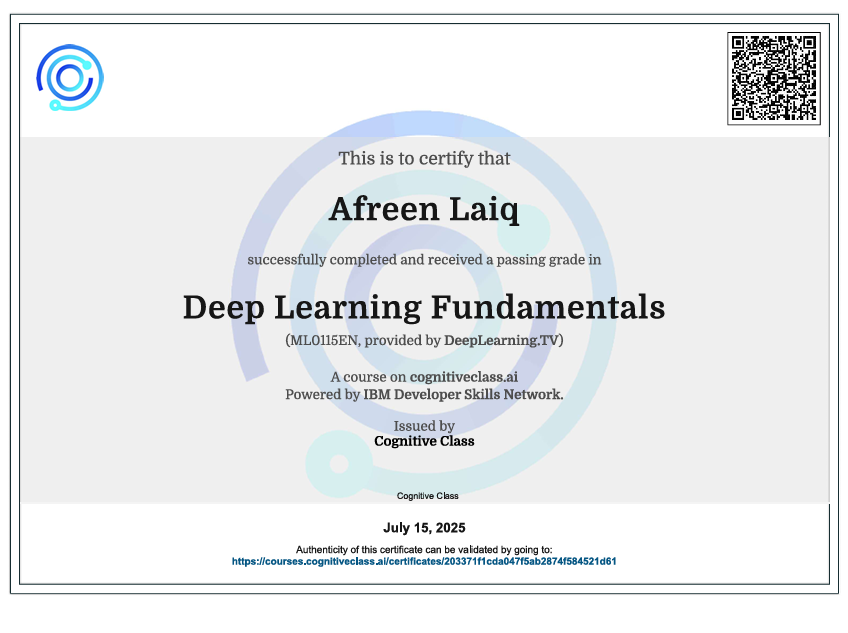 This is to certify that
Afreen Laiq
successfully completed and received a passing grade in
Deep Learning Fundamentals
(ML0115EN, provided by DeepLearning.TV)
A course on cognitiveclass.ai
Powered by IBM Developer Skills Network.
Issued by
Cognitive Class
Cognitive Class
July 15, 2025
Authenticity of this certificate can be validated by going to:
https://courses.cognitiveclass.ai/certificates/203371f1cda047f5ab2874f584521d61